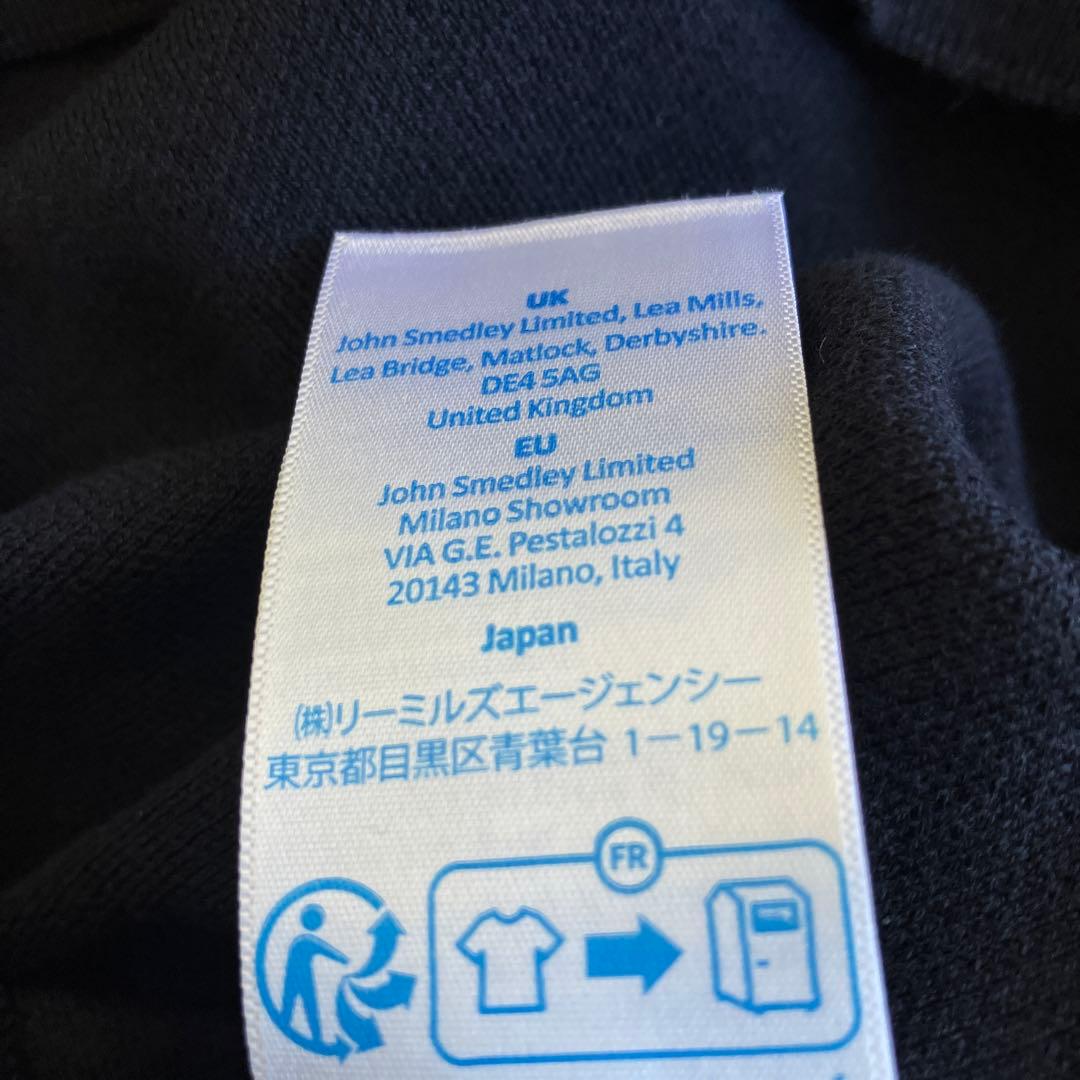 UK
John Smedley Limited, Lea Mills,
Lea Bridge, Matlock, Derbyshire.
DE4 5AG
United Kingdom
EU
John Smedley Limited
Milano Showroom
VIA G.E. Pestalozzi 4
20143 Milano, Italy
Japan
㈱リーミルズエージェンシー
東京都目黒区青葉台 1－19－14
FR